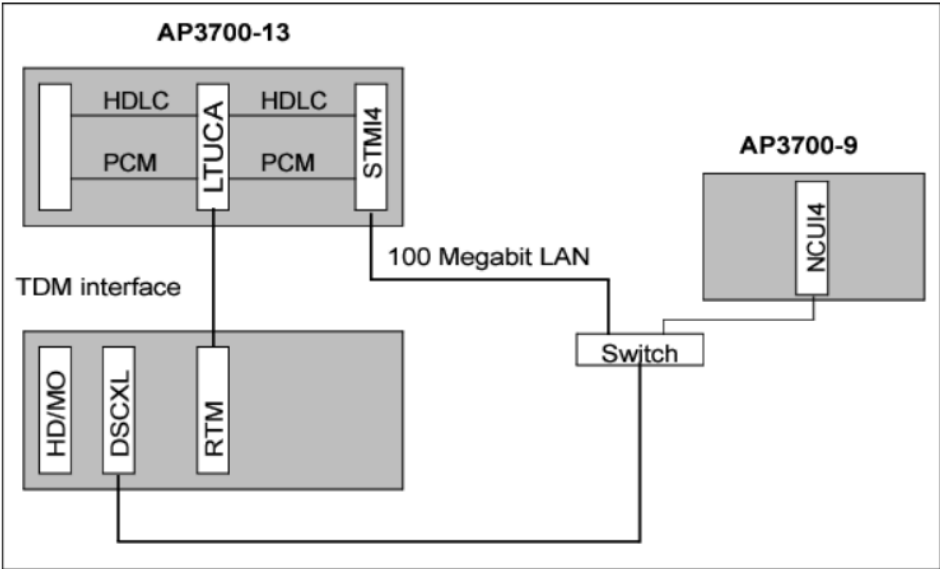 AP3700-13
HDLC
HDLC
LTUCA
STMI4
PCM
PCM
AP3700-9
NCUI4
100 Megabit LAN
TDM interface
Switch
HD/MO
DSCXL
RTM